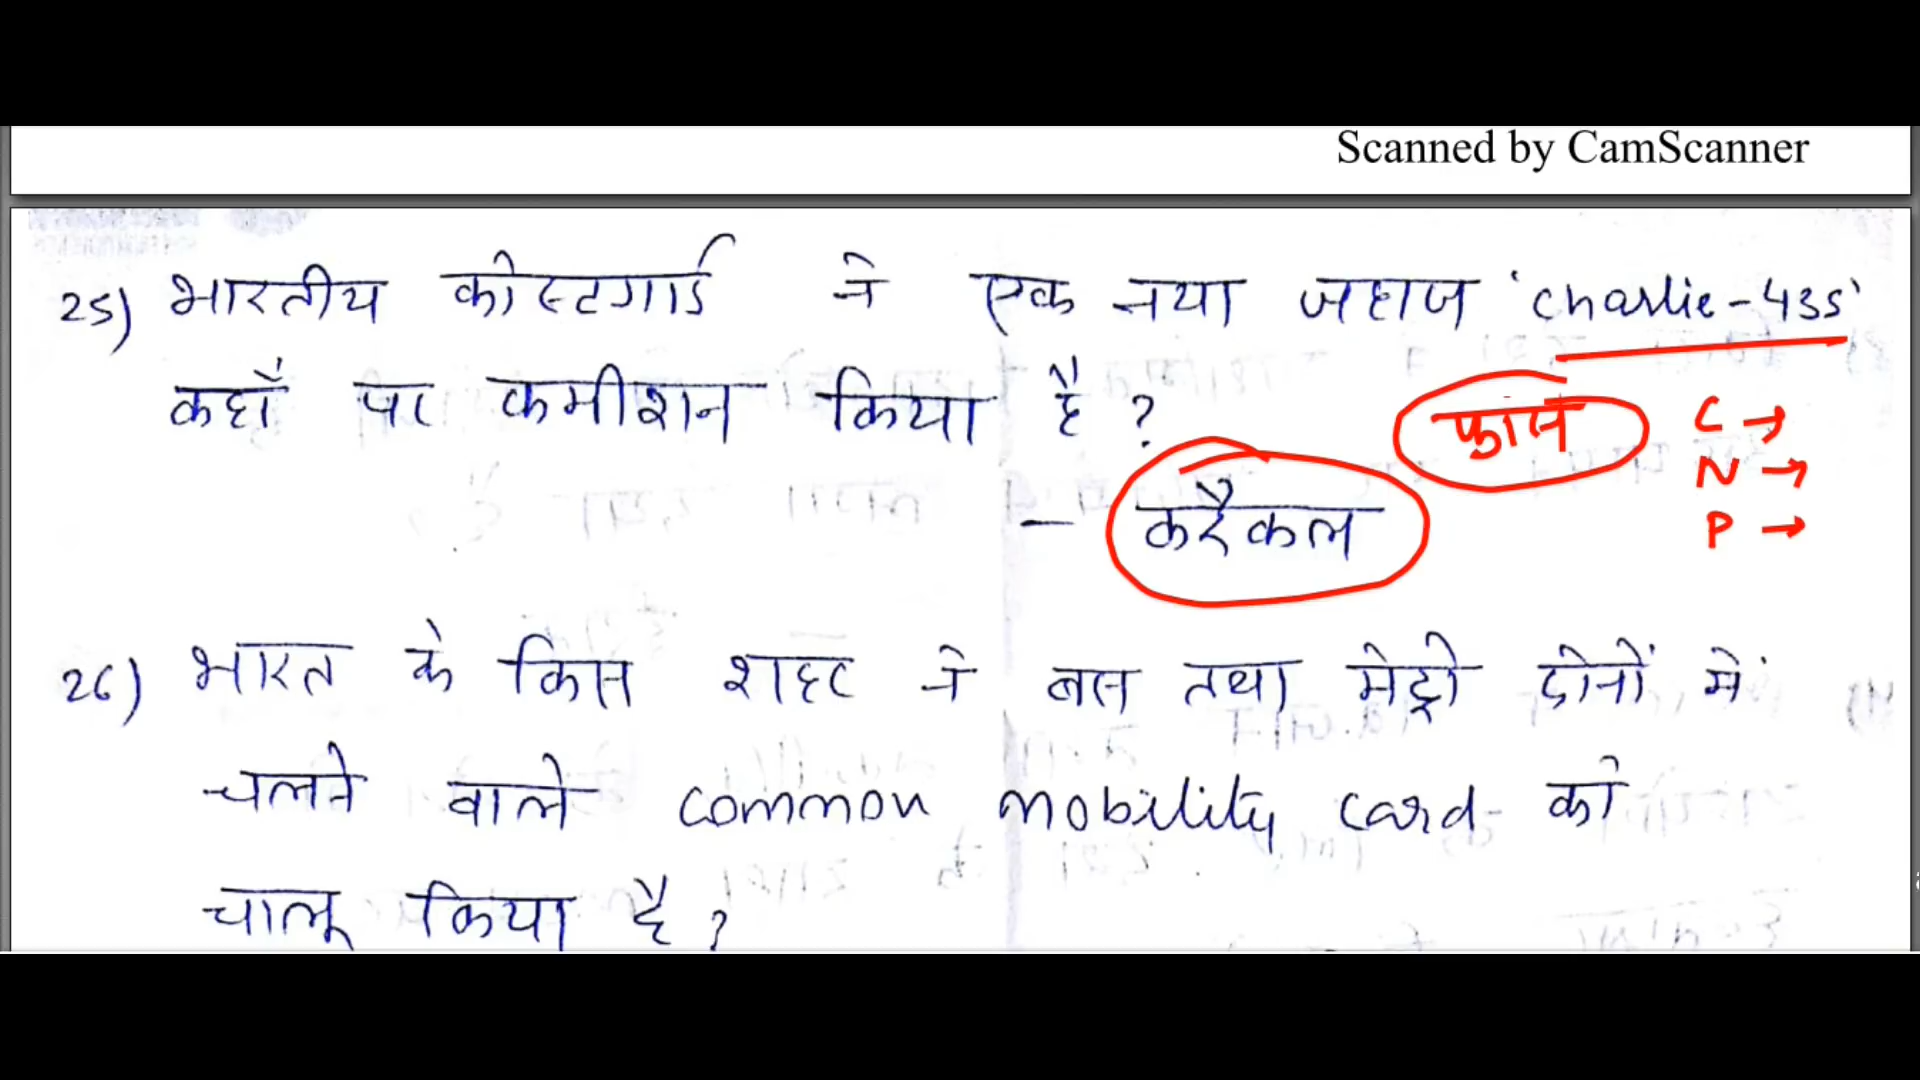 Scanned by CamScanner
25) भारतीय कोस्टगार्ड ने एक नया जहाज 'Charlie-435'
कहाँ पर कमीशन किया है ?
फ्रांस
C →
N →
P →
- करैकल
26) भारत के किस शहर ने बस तथा मेट्रो दोनों में
चलने वाले common mobility card को
चालू किया है ?